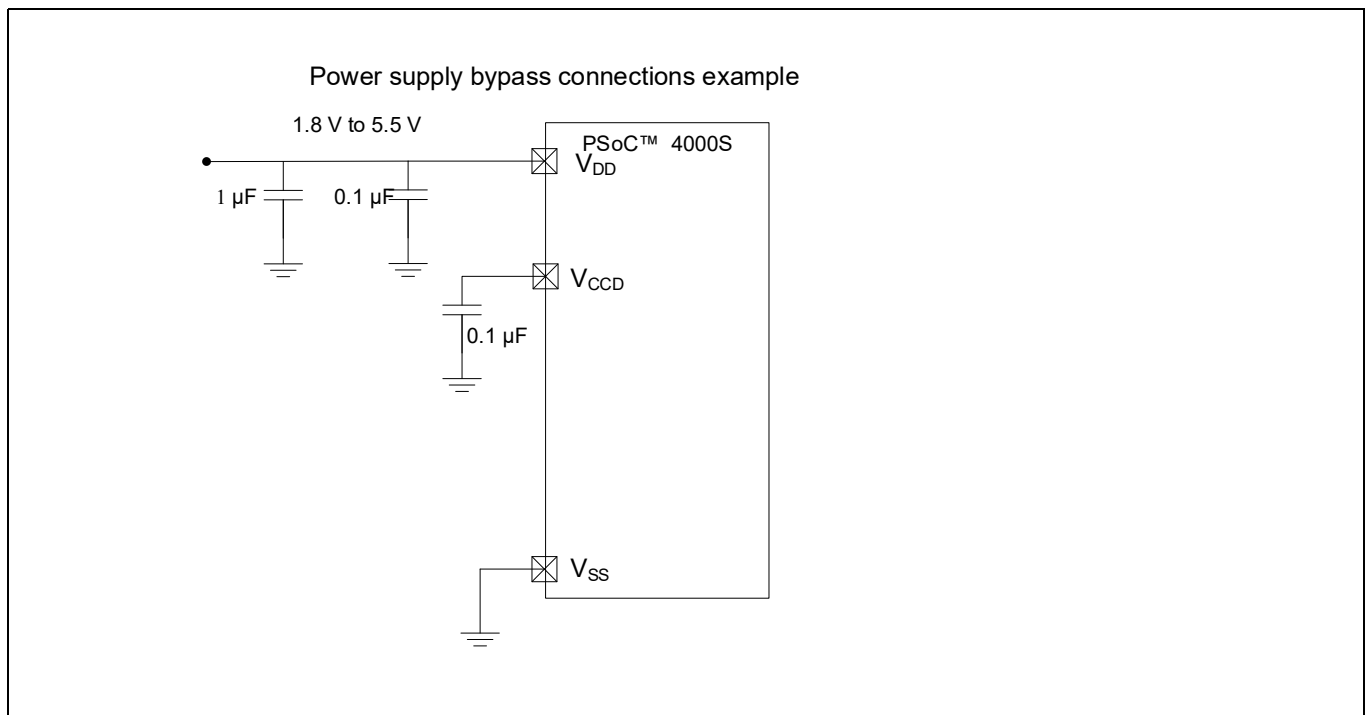 Power supply bypass connections example
1.8 V to 5.5 V
PSoC™ 4000S
VDD
1 µF
0.1 µF
VCCD
0.1 µF
VSS